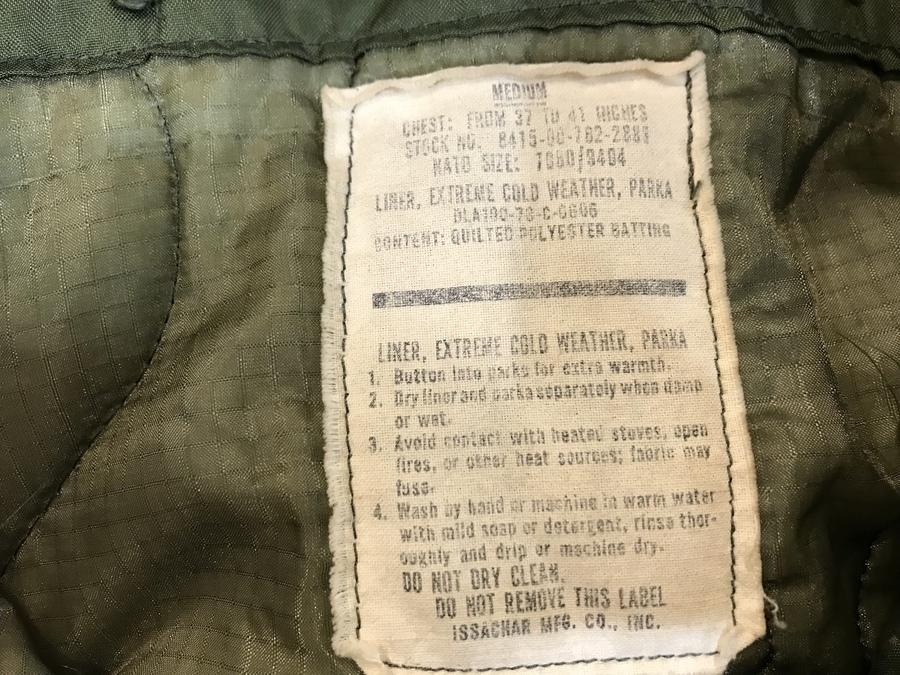 MEDIUM
CHEST: FROM 37 TO 41 INCHES
STOCK NO. 8415-00-782-2887
NATO SIZE: 7080/9404
LINER, EXTREME COLD WEATHER, PARKA
DLA100-78-C-0606
CONTENT: QUILTED POLYESTER BATTING
LINER, EXTREME COLD WEATHER, PARKA
1. Button into parka for extra warmth.
2. Dry liner and parka separately when damp
or wet.
3. Avoid contact with heated stoves, open
fires, or other heat sources; fabric may
fuse.
4. Wash by hand or machine in warm water
with mild soap or detergent, rinse thor-
oughly and drip or machine dry.
DO NOT DRY CLEAN.
DO NOT REMOVE THIS LABEL
ISSACHAR MFG. CO., INC.